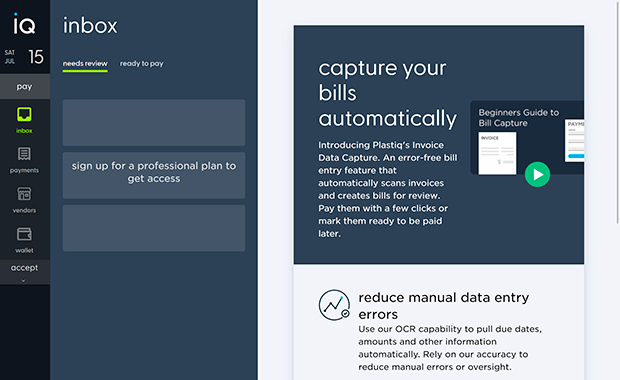 iQ
SAT
JUL
15
pay
inbox
payments
vendors
wallet
accept
inbox
needs review
ready to pay
sign up for a professional plan to
get access
capture your
bills
automatically
Introducing Plastiq's Invoice
Data Capture. An error-free bill
entry feature that
automatically scans invoices
and creates bills for review.
Pay them with a few clicks or
mark them ready to be paid
later.
Beginners Guide to
Bill Capture
INVOICE
$
PAYME
reduce manual data entry
errors
Use our OCR capability to pull due dates,
amounts and other information
automatically. Rely on our accuracy to
reduce manual errors or oversight.